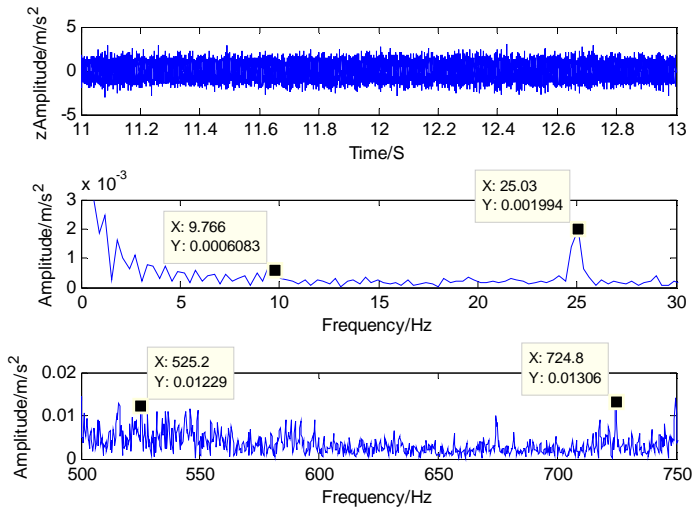 5
0
-5
zAmplitude/m/s²
11 11.2 11.4 11.6 11.8 12 12.2 12.4 12.6 12.8 13
Time/S
x 10⁻³
3
2
1
0
Amplitude/m/s²
X: 9.766
Y: 0.0006083
X: 25.03
Y: 0.001994
0 5 10 15 20 25 30
Frequency/Hz
0.02
0.01
0
Amplitude/m/s²
X: 525.2
Y: 0.01229
X: 724.8
Y: 0.01306
500 550 600 650 700 750
Frequency/Hz